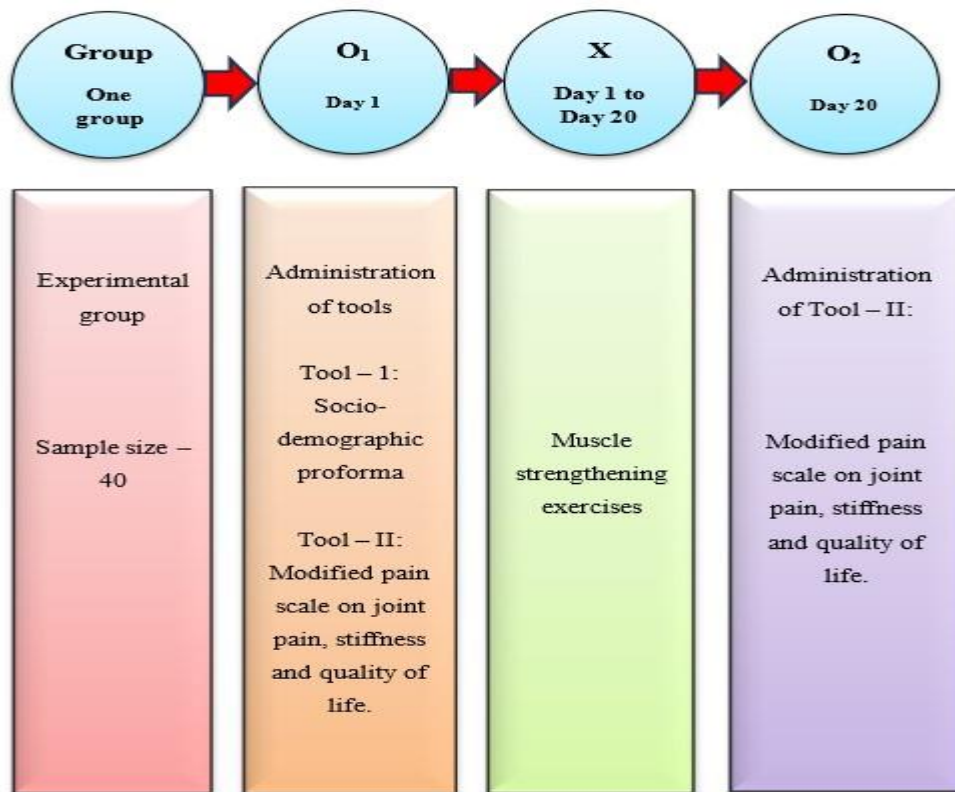 Group
One
group
O₁
Day 1
X
Day 1 to
Day 20
O₂
Day 20
Experimental
group
Sample size –
40
Administration
of tools
Tool – 1:
Socio-
demographic
proforma
Tool – II:
Modified pain
scale on joint
pain, stiffness
and quality of
life.
Muscle
strengthening
exercises
Administration
of Tool – II:
Modified pain
scale on joint
pain, stiffness
and quality of
life.